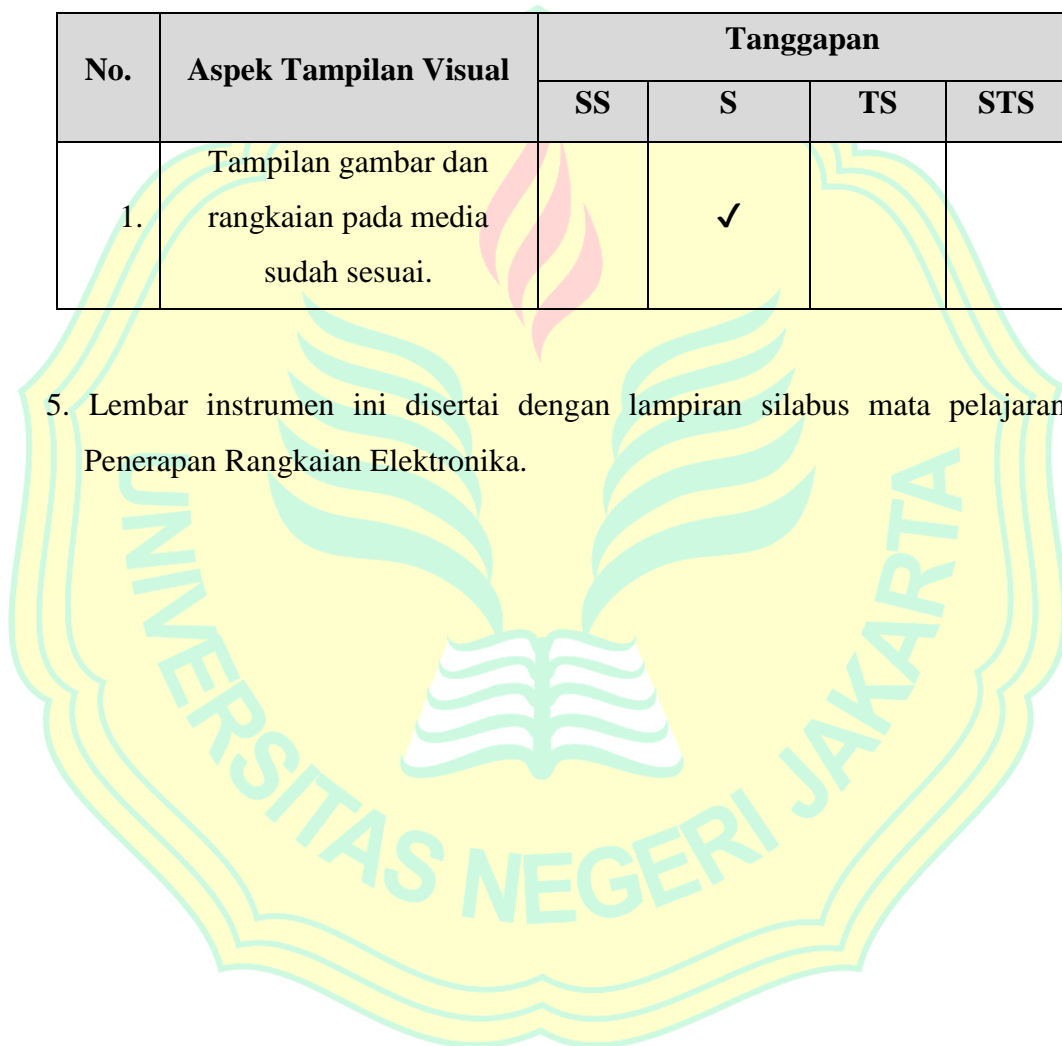 No. Aspek Tampilan Visual Tanggapan
SS S TS STS
1. Tampilan gambar dan
rangkaian pada media
sudah sesuai.
✓
5. Lembar instrumen ini disertai dengan lampiran silabus mata pelajaran
Penerapan Rangkaian Elektronika.
UNIVERSITAS NEGERI JAKARTA